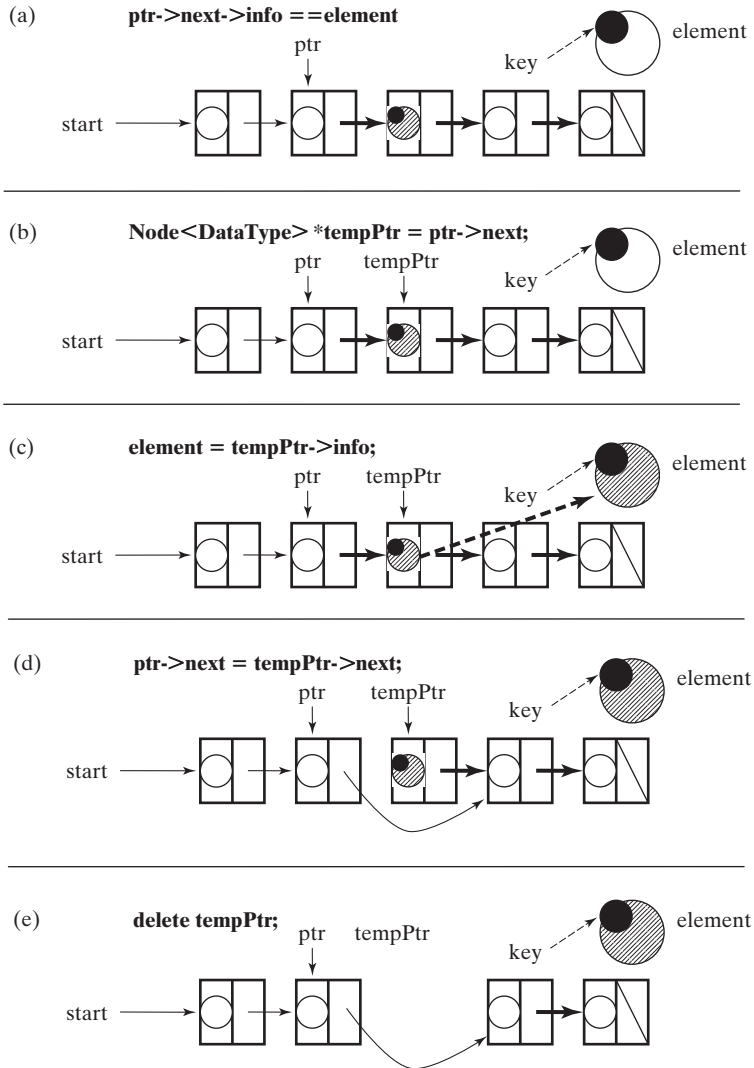 (a) ptr->next->info ==element
element
ptr
key
start
(b) Node<DataType> *tempPtr = ptr->next;
element
ptr tempPtr
key
start
(c) element = tempPtr->info;
element
ptr tempPtr
key
start
(d) ptr->next = tempPtr->next;
element
ptr tempPtr
key
start
(e) delete tempPtr;
element
ptr tempPtr
key
start